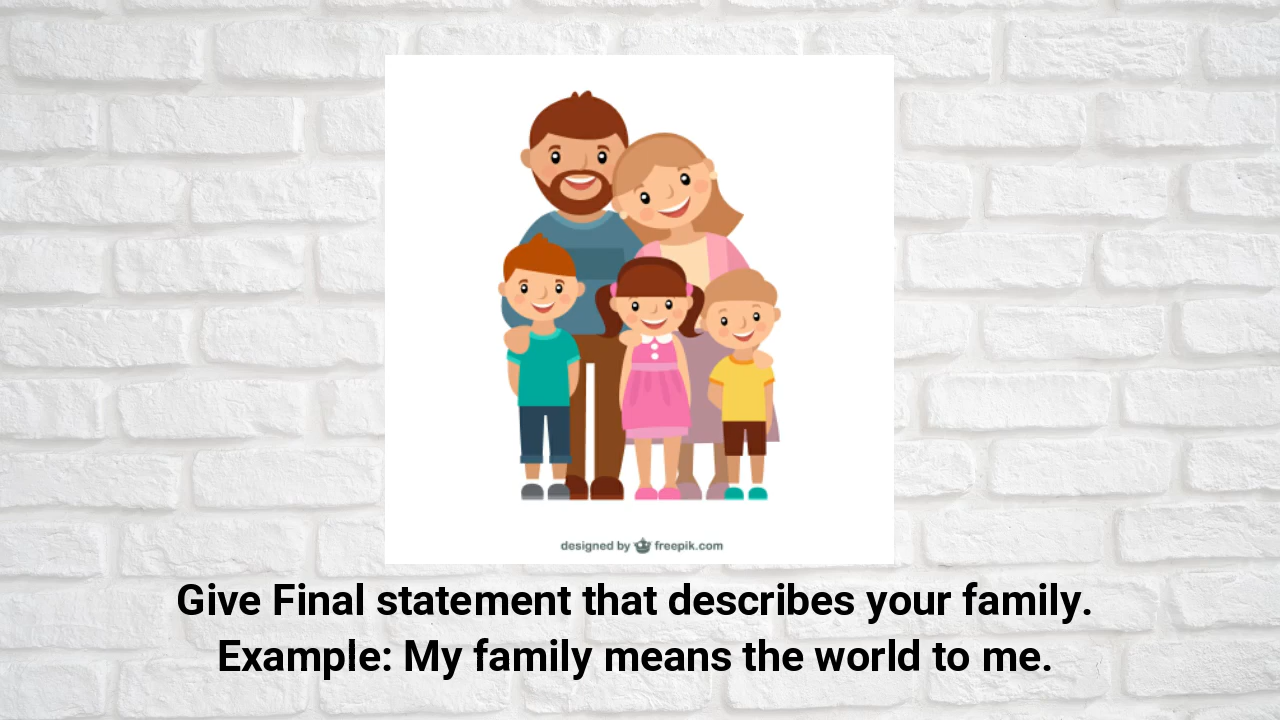 designed by freepik.com
Give Final statement that describes your family.
Example: My family means the world to me.